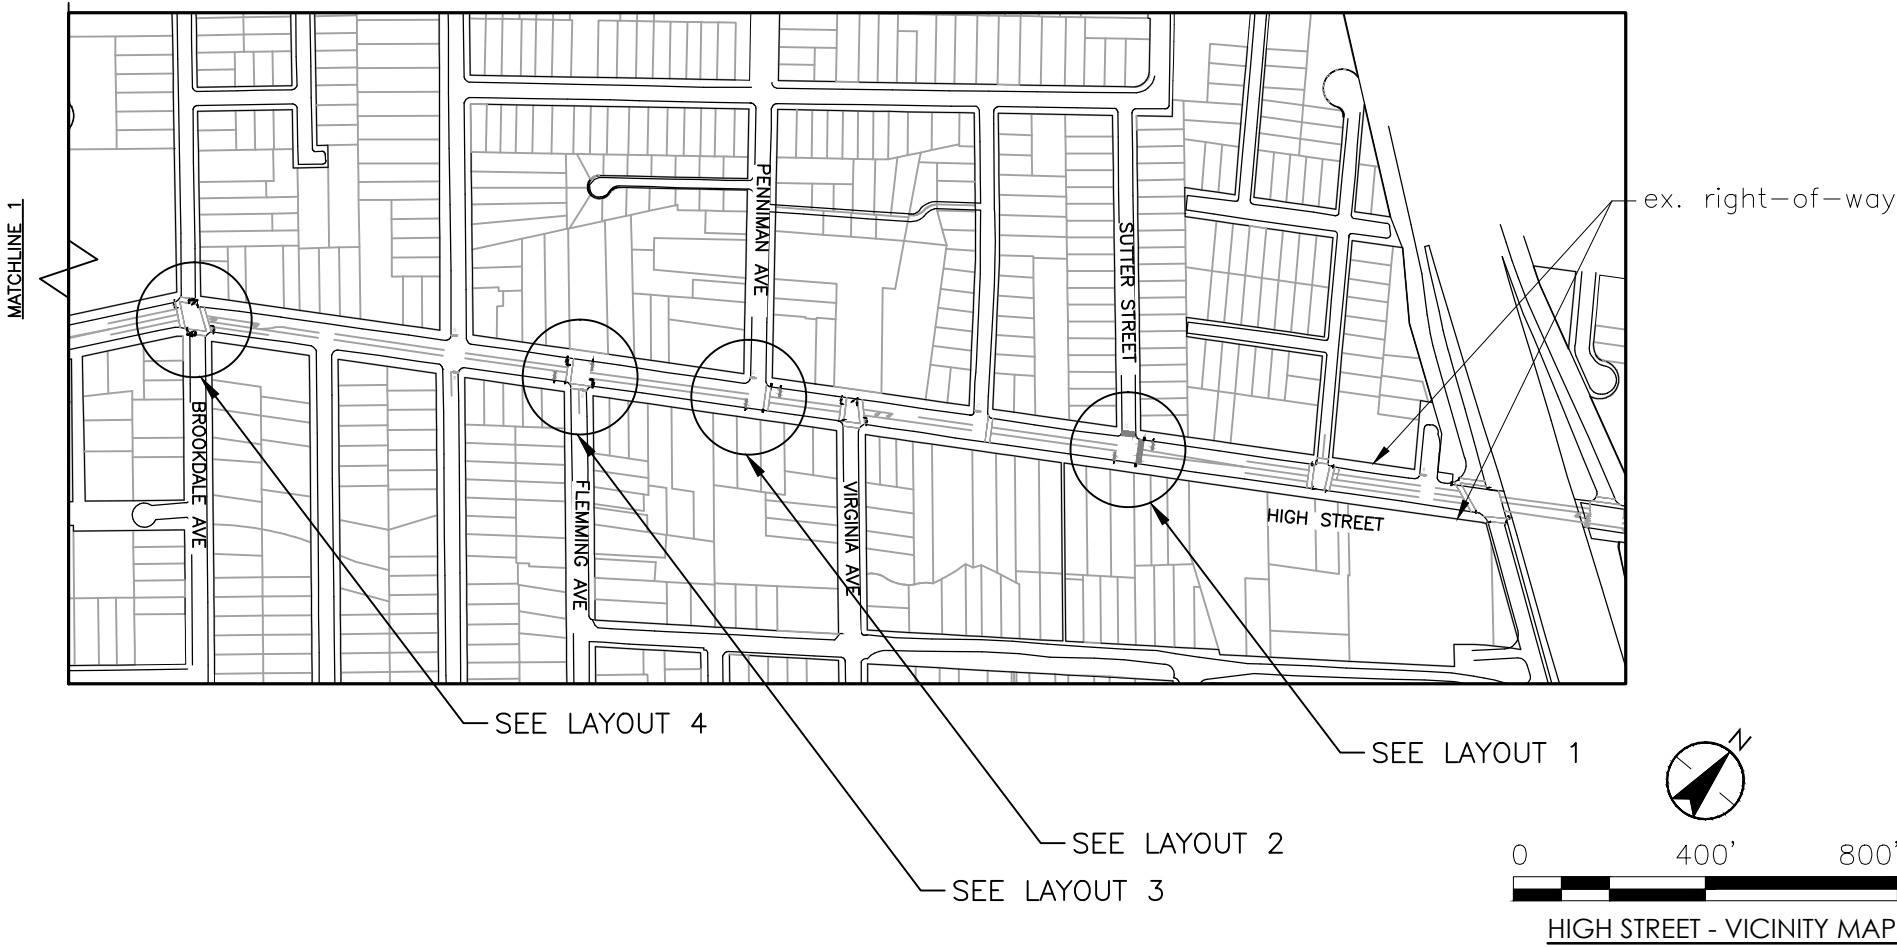 MATCHLINE 1
PENNIMAN AVE
SUTTER STREET
ex. right-of-way
BROOKDALE AVE
FLEMMING AVE
VIRGINIA AVE
HIGH STREET
SEE LAYOUT 4
SEE LAYOUT 1
SEE LAYOUT 2
SEE LAYOUT 3
N
0 400' 800'
HIGH STREET - VICINITY MAP